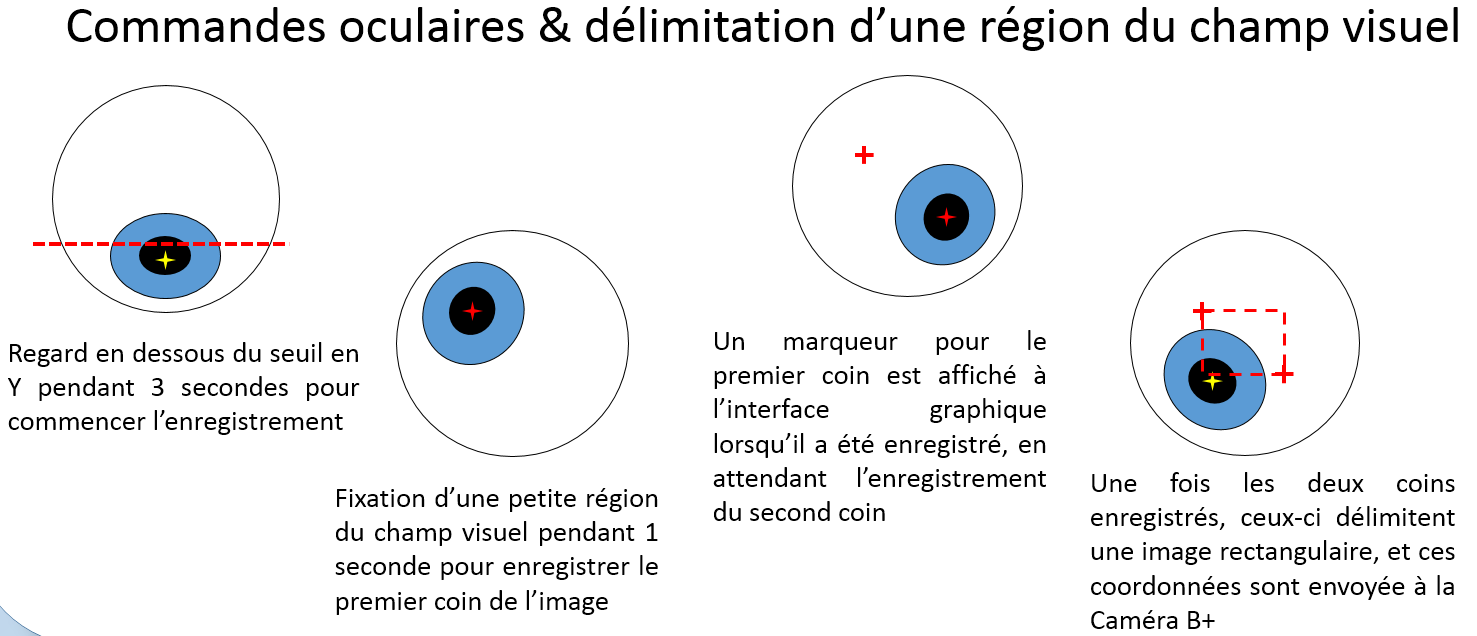 Commandes oculaires & délimitation d’une région du champ visuel
Regard en dessous du seuil en
Y pendant 3 secondes pour
commencer l’enregistrement
Fixation d’une petite région
du champ visuel pendant 1
seconde pour enregistrer le
premier coin de l’image
Un marqueur pour le
premier coin est affiché à
l’interface graphique
lorsqu’il a été enregistré, en
attendant l’enregistrement
du second coin
Une fois les deux coins
enregistrés, ceux-ci délimitent
une image rectangulaire, et ces
coordonnées sont envoyée à la
Caméra B+